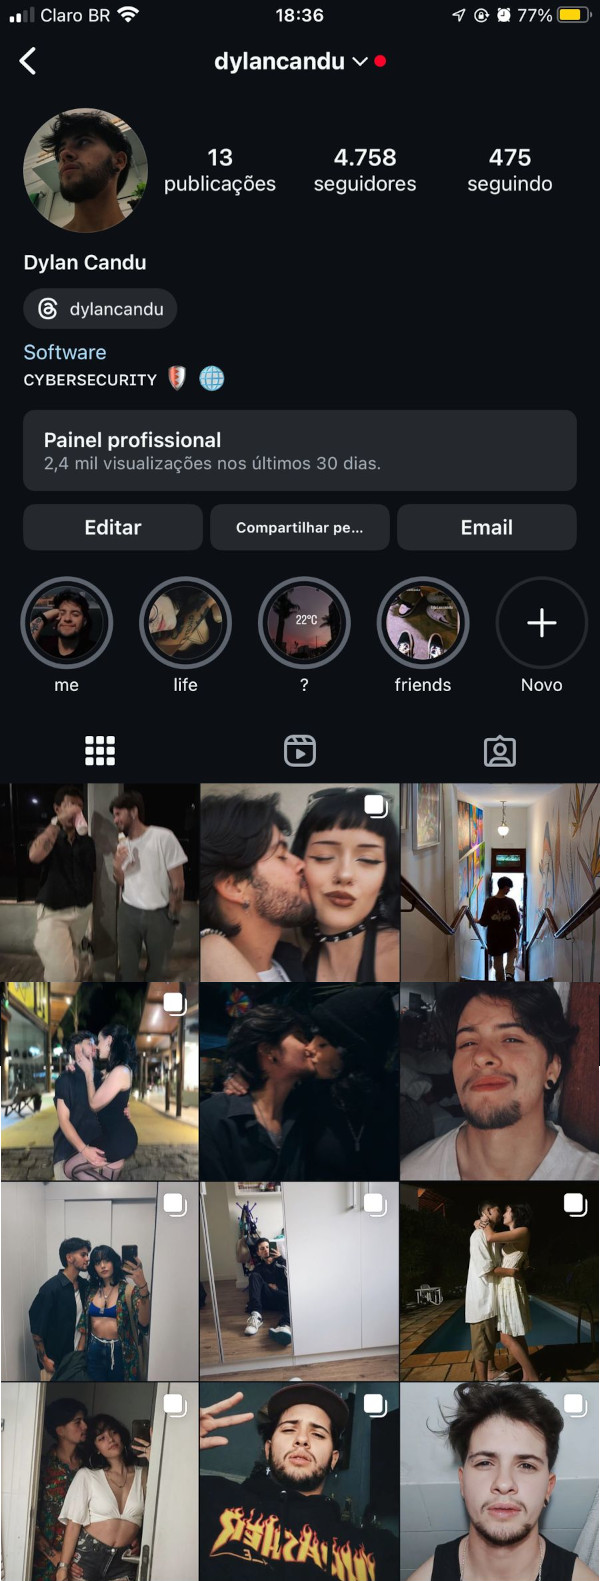 Claro BR 18:36 77%
dylancandu
13 4.758 475
publicações seguidores seguindo
Dylan Candu
dylancandu
Software
CYBERSECURITY
Painel profissional
2,4 mil visualizações nos últimos 30 dias.
Editar Compartilhar pe... Email
22°C
me life ? friends Novo